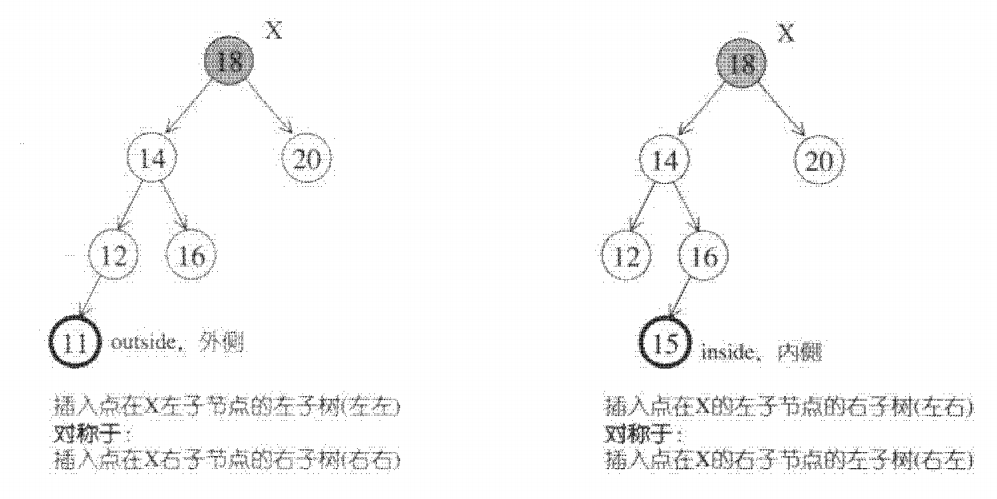 X
18
14
20
12
16
11
outside，外侧
插入点在X左子节点的左子树(左左)
对称于：
插入点在X右子节点的右子树(右右)
X
18
14
20
12
16
15
inside，内侧
插入点在X的左子节点的右子树(左右)
对称于：
插入点在X的右子节点的左子树(右左)